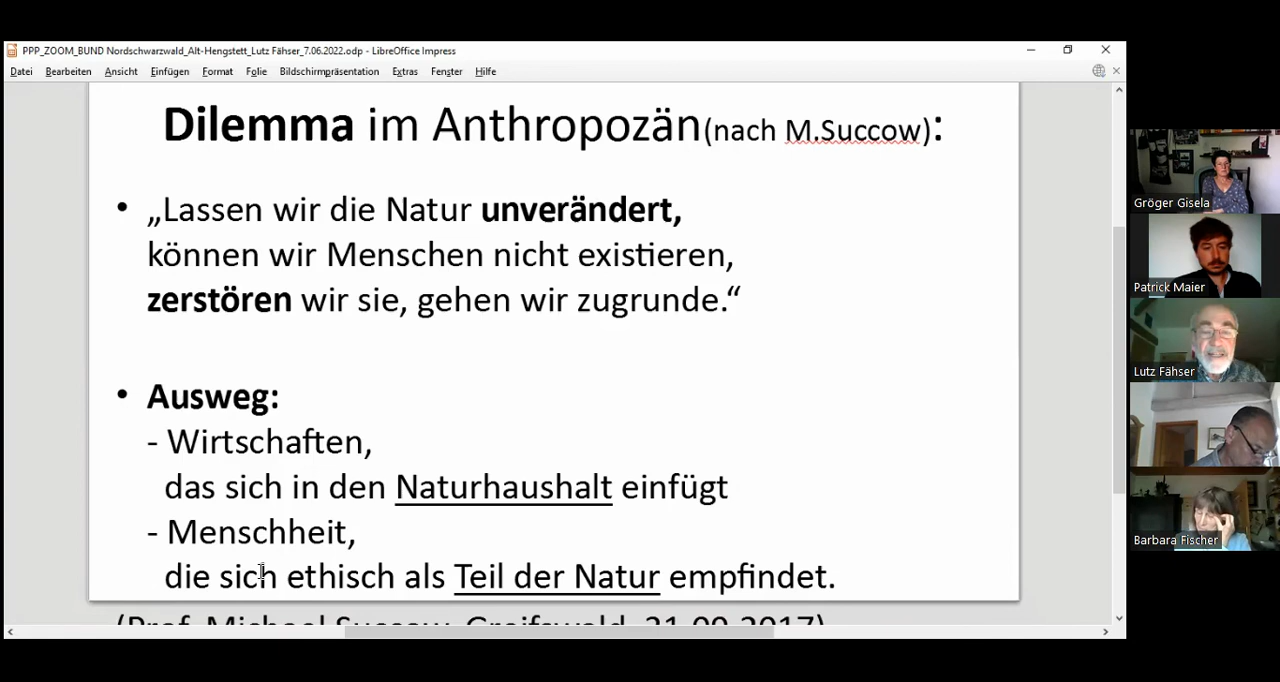 PPP_ZOOM_BUND Nordschwarzwald_Alt-Hengstett_Lutz Fähser_7.06.2022.odp - LibreOffice Impress
Datei Bearbeiten Ansicht Einfügen Format Folie Bildschirmpräsentation Extras Fenster Hilfe
Dilemma im Anthropozän(nach M.Succow):
• „Lassen wir die Natur unverändert,
können wir Menschen nicht existieren,
zerstören wir sie, gehen wir zugrunde.“
• Ausweg:
- Wirtschaften,
das sich in den Naturhaushalt einfügt
- Menschheit,
die sich ethisch als Teil der Natur empfindet.
(Prof. Michael Succow, Greifswald, 21.09.2017)
Gröger Gisela
Patrick Maier
Lutz Fähser
Barbara Fischer